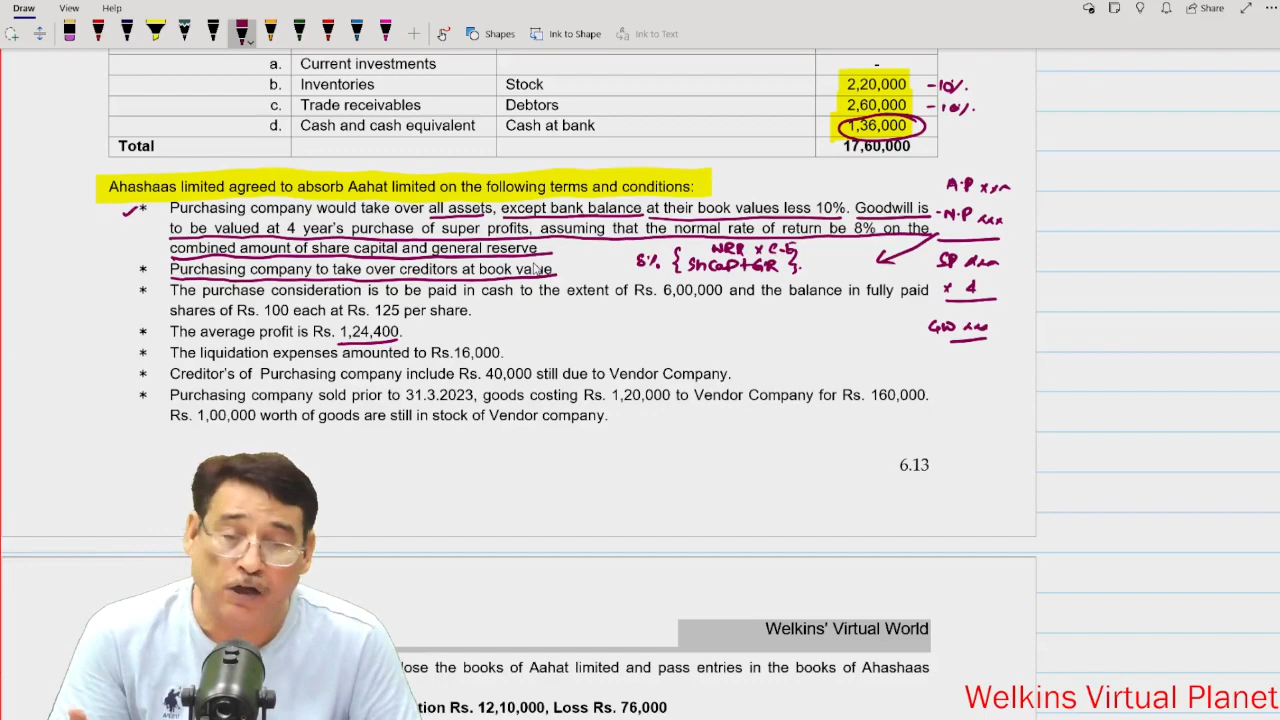 Draw View Help
Share
Shapes Ink to Shape Ink to Text
a. Current investments -
b. Inventories Stock 2,20,000 -10%.
c. Trade receivables Debtors 2,60,000 -10%.
d. Cash and cash equivalent Cash at bank 1,36,000
Total 17,60,000
Ahashaas limited agreed to absorb Aahat limited on the following terms and conditions:
A.P xxx
* Purchasing company would take over all assets, except bank balance at their book values less 10%. Goodwill is
-N.P xxx
to be valued at 4 year's purchase of super profits, assuming that the normal rate of return be 8% on the
combined amount of share capital and general reserve
NRR x C.E
8% { ShCap+GR }.
SP xxx
* Purchasing company to take over creditors at book value
* The purchase consideration is to be paid in cash to the extent of Rs. 6,00,000 and the balance in fully paid
x 4
shares of Rs. 100 each at Rs. 125 per share.
* The average profit is Rs. 1,24,400.
GW xxx
* The liquidation expenses amounted to Rs.16,000.
* Creditor's of Purchasing company include Rs. 40,000 still due to Vendor Company.
* Purchasing company sold prior to 31.3.2023, goods costing Rs. 1,20,000 to Vendor Company for Rs. 160,000.
Rs. 1,00,000 worth of goods are still in stock of Vendor company.
6.13
Welkins' Virtual World
lose the books of Aahat limited and pass entries in the books of Ahashaas
tion Rs. 12,10,000, Loss Rs. 76,000
Welkins Virtual Planet